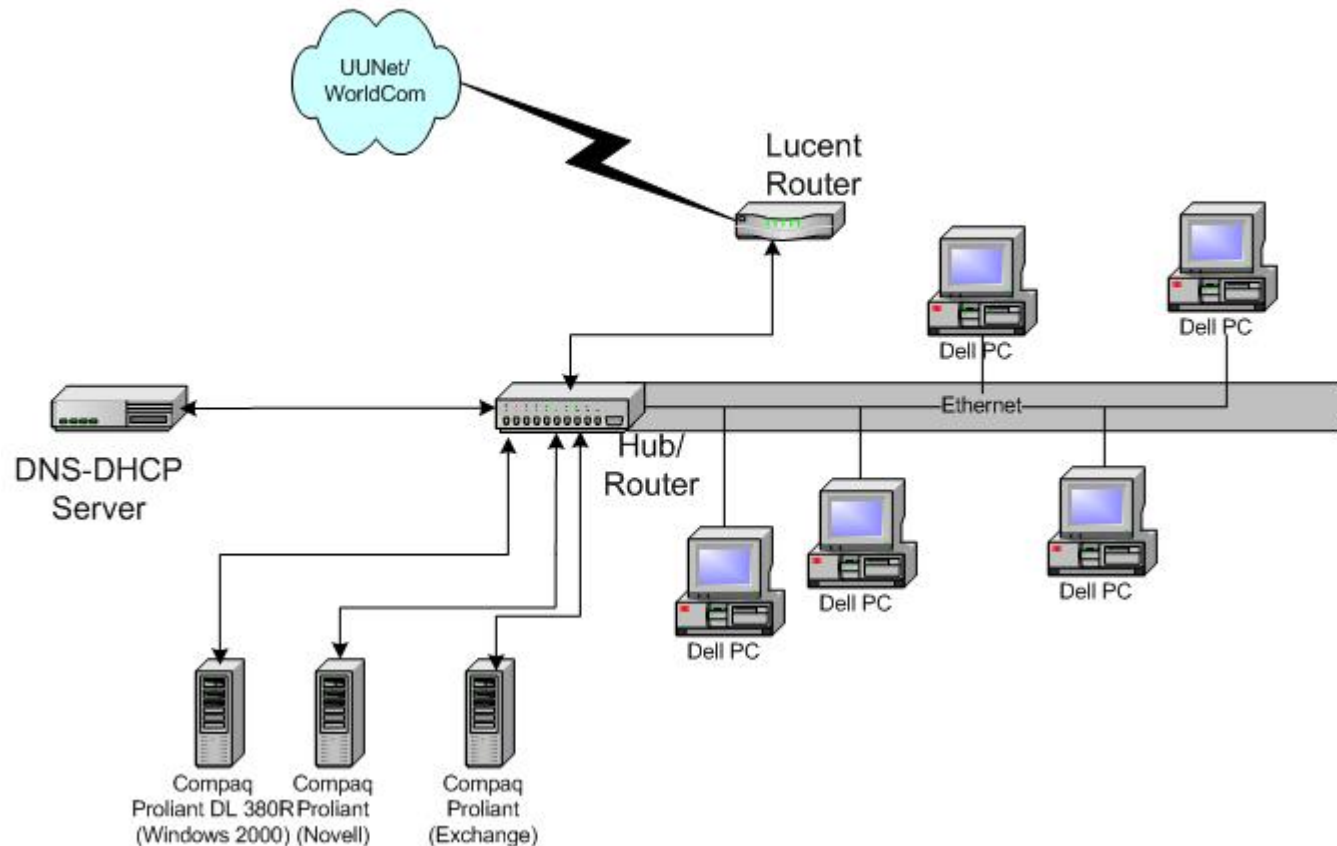 UUNet/
WorldCom
Lucent
Router
Dell PC
Dell PC
Ethernet
Hub/
Router
DNS-DHCP
Server
Dell PC
Dell PC
Dell PC
Compaq
Proliant DL 380R
(Windows 2000)
Compaq
Proliant
(Novell)
Compaq
Proliant
(Exchange)